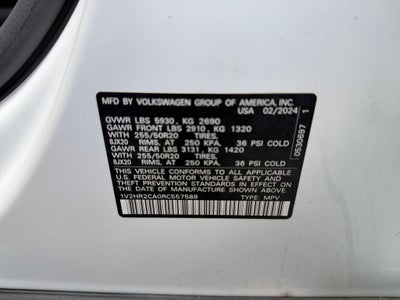 MFD. BY VOLKSWAGEN GROUP OF AMERICA, INC.
USA 02/2024
GVWR LBS 5930, KG 2690
GAWR FRONT LBS 2910, KG 1320
WITH 255/50R20 TIRES,
8JX20 RIMS, AT 250 KPA, 36 PSI COLD
GAWR REAR LBS 3131, KG 1420
WITH 255/50R20 TIRES,
8JX20 RIMS, AT 250 KPA, 36 PSI COLD
THIS VEHICLE CONFORMS TO ALL APPLICABLE
FEDERAL MOTOR VEHICLE SAFETY, BUMPER, AND
THEFT PREVENTION STANDARDS IN EFFECT ON THE
DATE OF MANUFACTURE SHOWN ABOVE.
1V2HR2CA0RC557588 TYPE: MPV
0530697 1